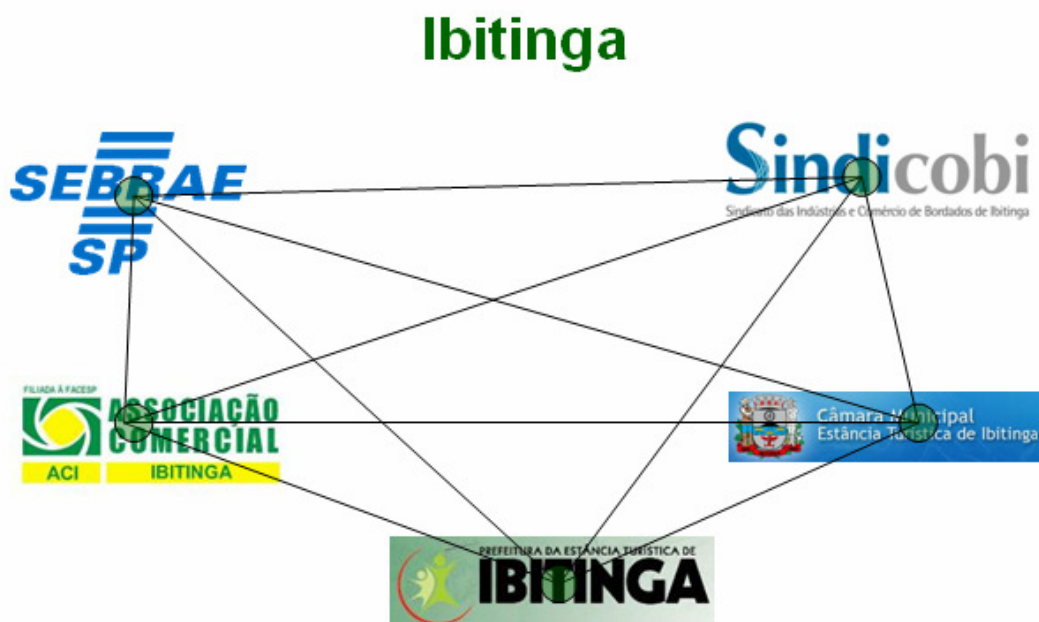 Ibitinga
SEBRAE
SP
Sindicobi
Sindicato das Indústrias e Comércio de Bordados de Ibitinga
FILIADA À FACESP
ASSOCIAÇÃO
COMERCIAL
ACI IBITINGA
Câmara Municipal
Estância Turística de Ibitinga
PREFEITURA DA ESTÂNCIA TURÍSTICA DE
IBITINGA